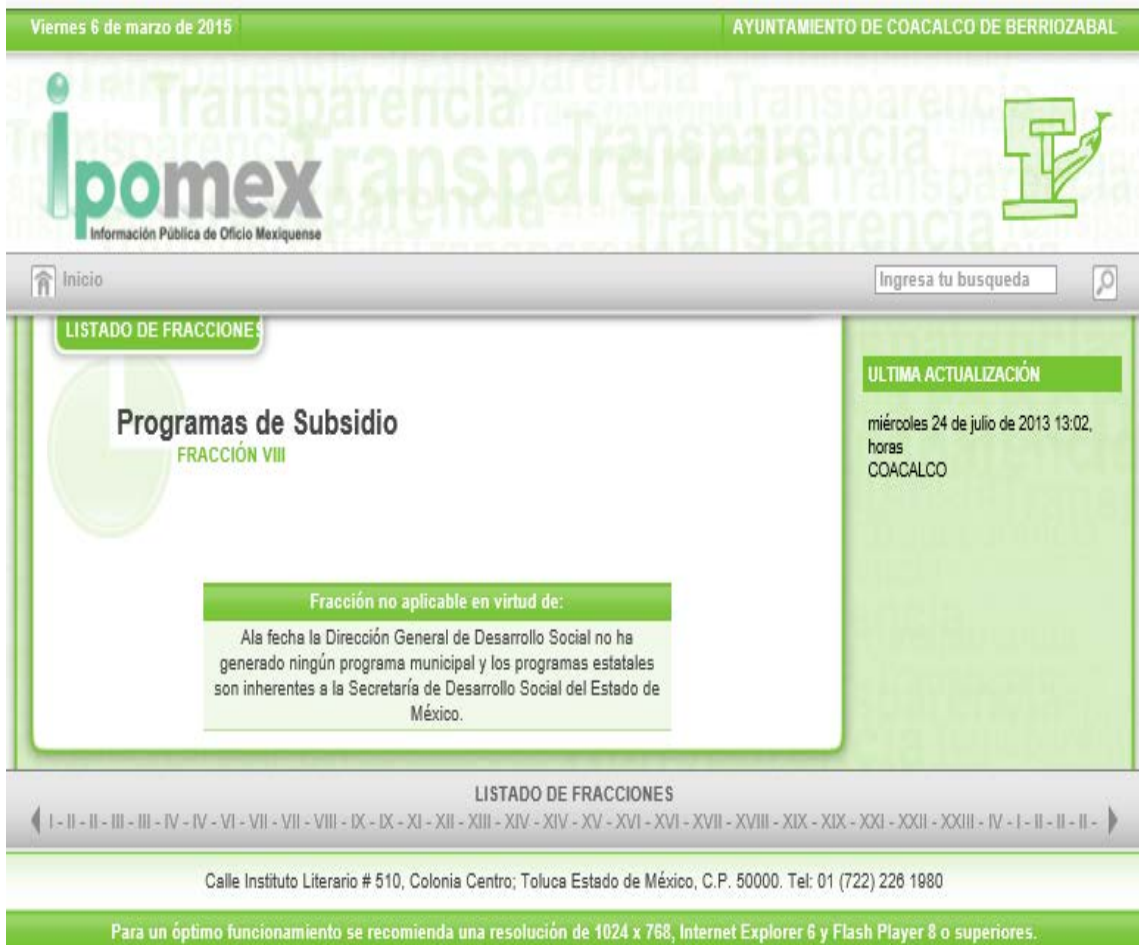 Viernes 6 de marzo de 2015
AYUNTAMIENTO DE COACALCO DE BERRIOZABAL
Transparencia
ipomex
Información Pública de Oficio Mexiquense
Inicio
Ingresa tu busqueda
LISTADO DE FRACCIONES
Programas de Subsidio
FRACCIÓN VIII
ULTIMA ACTUALIZACIÓN
miércoles 24 de julio de 2013 13:02,
horas
COACALCO
Fracción no aplicable en virtud de:
Ala fecha la Dirección General de Desarrollo Social no ha
generado ningún programa municipal y los programas estatales
son inherentes a la Secretaría de Desarrollo Social del Estado de
México.
LISTADO DE FRACCIONES
I - II - II - III - III - IV - IV - VI - VII - VII - VIII - IX - IX - XI - XII - XIII - XIV - XIV - XV - XVI - XVI - XVII - XVIII - XIX - XIX - XXI - XXII - XXIII - IV - I - II - II - II -
Calle Instituto Literario # 510, Colonia Centro; Toluca Estado de México, C.P. 50000. Tel: 01 (722) 226 1980
Para un óptimo funcionamiento se recomienda una resolución de 1024 x 768, Internet Explorer 6 y Flash Player 8 o superiores.